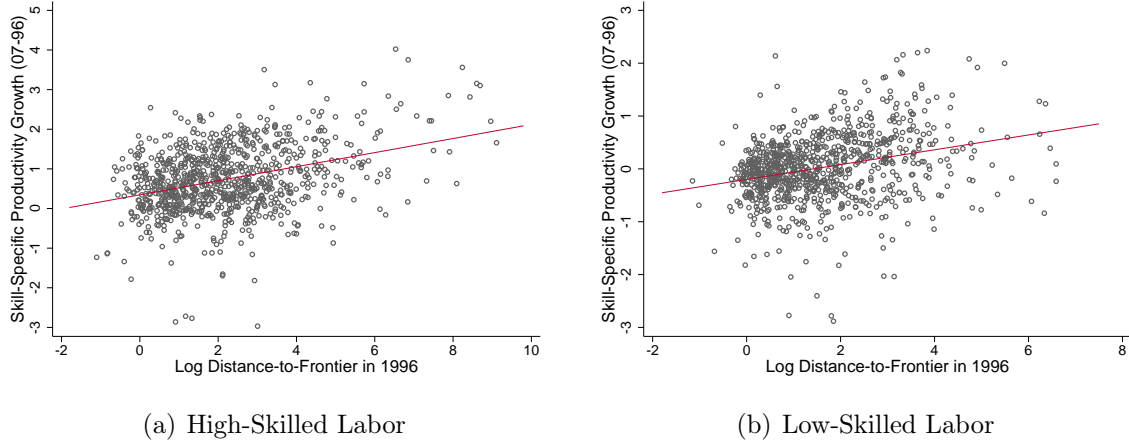 Skill-Specific Productivity Growth (07-96)
5
4
3
2
1
0
-1
-2
-3
-2 0 2 4 6 8 10
Log Distance-to-Frontier in 1996
(a) High-Skilled Labor
Skill-Specific Productivity Growth (07-96)
3
2
1
0
-1
-2
-3
-2 0 2 4 6 8
Log Distance-to-Frontier in 1996
(b) Low-Skilled Labor